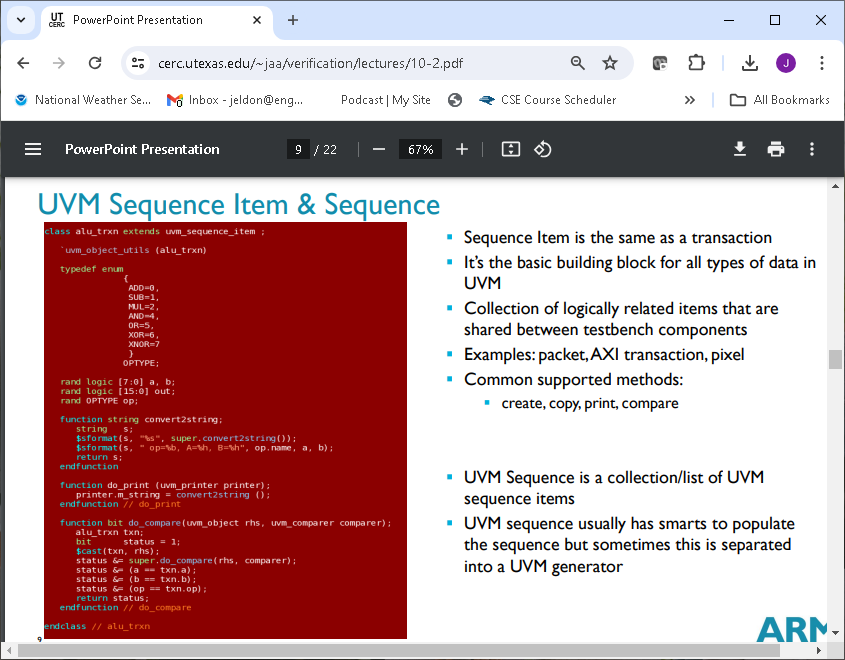 UT
CERC
PowerPoint Presentation
cerc.utexas.edu/~jaa/verification/lectures/10-2.pdf
J
National Weather Se...
Inbox - jeldon@eng...
Podcast | My Site
CSE Course Scheduler
All Bookmarks
PowerPoint Presentation
9 / 22
67%
UVM Sequence Item & Sequence
class alu_trxn extends uvm_sequence_item ;
`uvm_object_utils (alu_trxn)
typedef enum
{
ADD=0,
SUB=1,
MUL=2,
AND=4,
OR=5,
XOR=6,
XNOR=7
}
OPTYPE;
rand logic [7:0] a, b;
rand logic [15:0] out;
rand OPTYPE op;
function string convert2string;
string s;
$sformat(s, "%s", super.convert2string());
$sformat(s, " op=%b, A=%h, B=%h", op.name, a, b);
return s;
endfunction
function do_print (uvm_printer printer);
printer.m_string = convert2string ();
endfunction // do_print
function bit do_compare(uvm_object rhs, uvm_comparer comparer);
alu_trxn txn;
bit status = 1;
$cast(txn, rhs);
status &= super.do_compare(rhs, comparer);
status &= (a == txn.a);
status &= (b == txn.b);
status &= (op == txn.op);
return status;
endfunction // do_compare
endclass // alu_trxn
Sequence Item is the same as a transaction
It's the basic building block for all types of data in
UVM
Collection of logically related items that are
shared between testbench components
Examples: packet, AXI transaction, pixel
Common supported methods:
create, copy, print, compare
UVM Sequence is a collection/list of UVM
sequence items
UVM sequence usually has smarts to populate
the sequence but sometimes this is separated
into a UVM generator
9
ARM